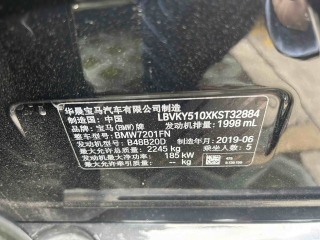 华晨宝马汽车有限公司制造
制造国：中国 LBVKY510XKST32884
品牌：宝马(BMW)牌 发动机排量：1998 mL
整车型号：BMW7201FN
发动机型号：B48B20D 制造年月：2019-06
最大允许总质量：2245 kg 乘坐人数：5
发动机最大净功率：185 kW
最大允许牵引质量：-- kg